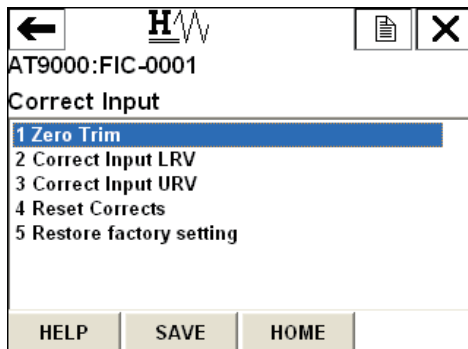 H
AT9000:FIC-0001
Correct Input
1 Zero Trim
2 Correct Input LRV
3 Correct Input URV
4 Reset Corrects
5 Restore factory setting
HELP SAVE HOME